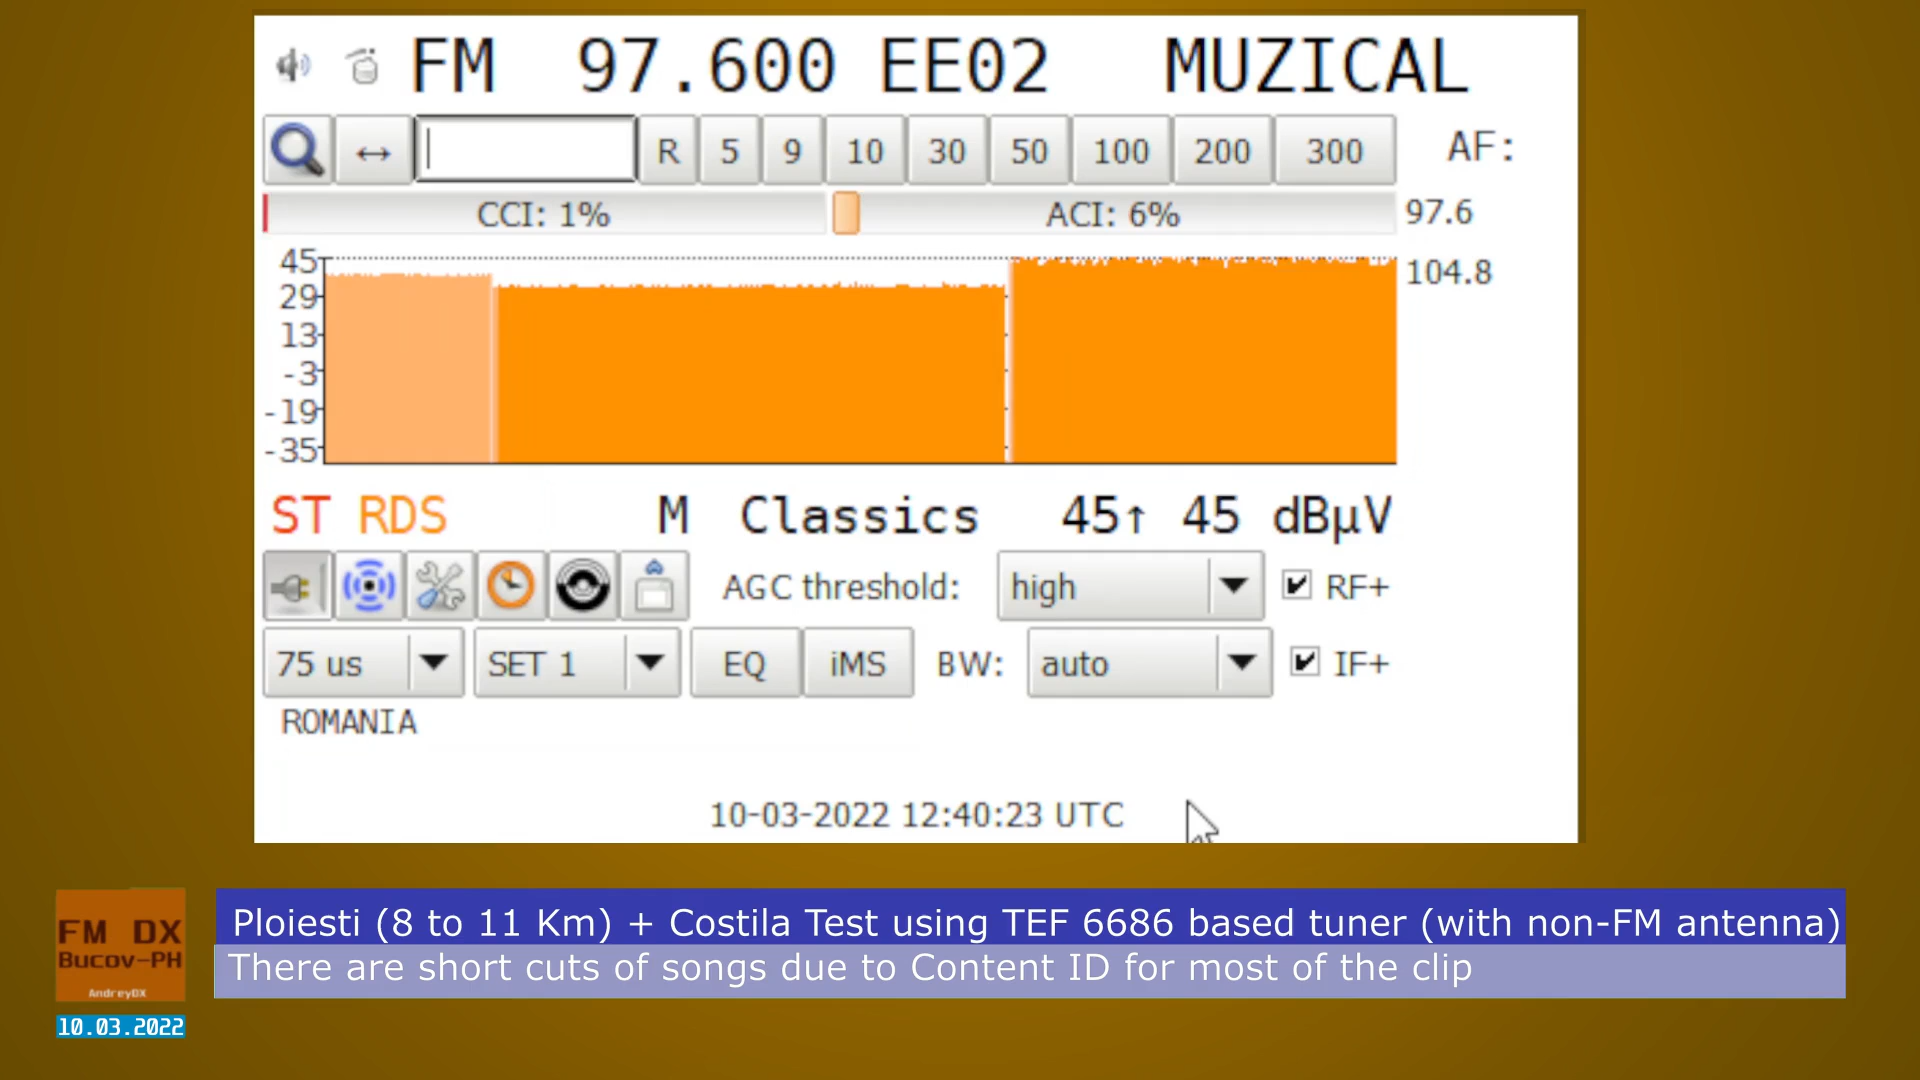 FM 97.600 EE02 MUZICAL
R 5 9 10 30 50 100 200 300 AF:
CCI: 1% ACI: 6% 97.6
104.8
45
29
13
-3
-19
-35
ST RDS M Classics 45↑ 45 dBµV
AGC threshold: high RF+
75 us SET 1 EQ iMS BW: auto IF+
ROMANIA
10-03-2022 12:40:23 UTC
FM DX
Bucov-PH
AndreyDX
10.03.2022
Ploiesti (8 to 11 Km) + Costila Test using TEF 6686 based tuner (with non-FM antenna)
There are short cuts of songs due to Content ID for most of the clip